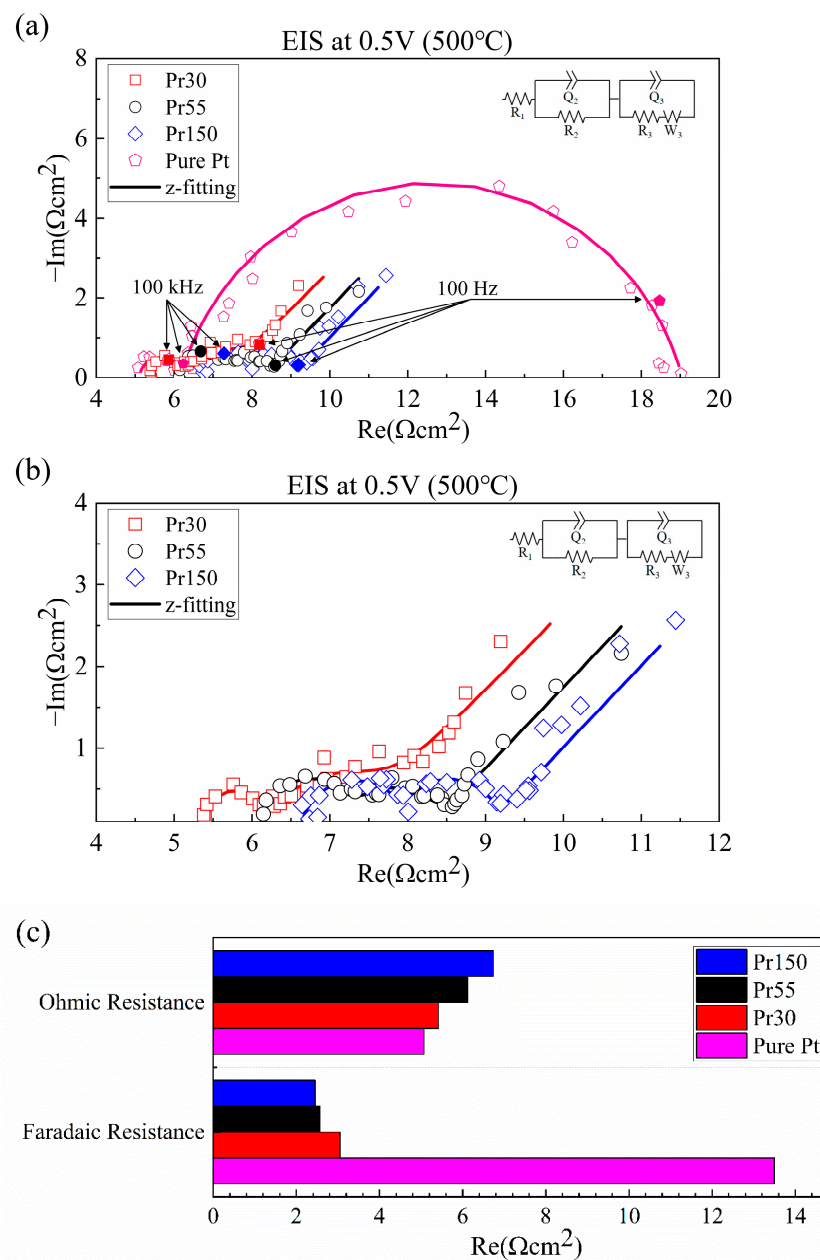 (a)
EIS at 0.5V (500℃)
8
6
4
2
0
−Im(Ωcm2)
Pr30
Pr55
Pr150
Pure Pt
z-fitting
R1
Q2
R2
Q3
R3 W3
100 kHz
100 Hz
4 6 8 10 12 14 16 18 20
Re(Ωcm2)
(b)
EIS at 0.5V (500℃)
4
3
2
1
−Im(Ωcm2)
Pr30
Pr55
Pr150
z-fitting
R1
Q2
R2
Q3
R3 W3
4 5 6 7 8 9 10 11 12
Re(Ωcm2)
(c)
Ohmic Resistance
Faradaic Resistance
Pr150
Pr55
Pr30
Pure Pt
0 2 4 6 8 10 12 14
Re(Ωcm2)